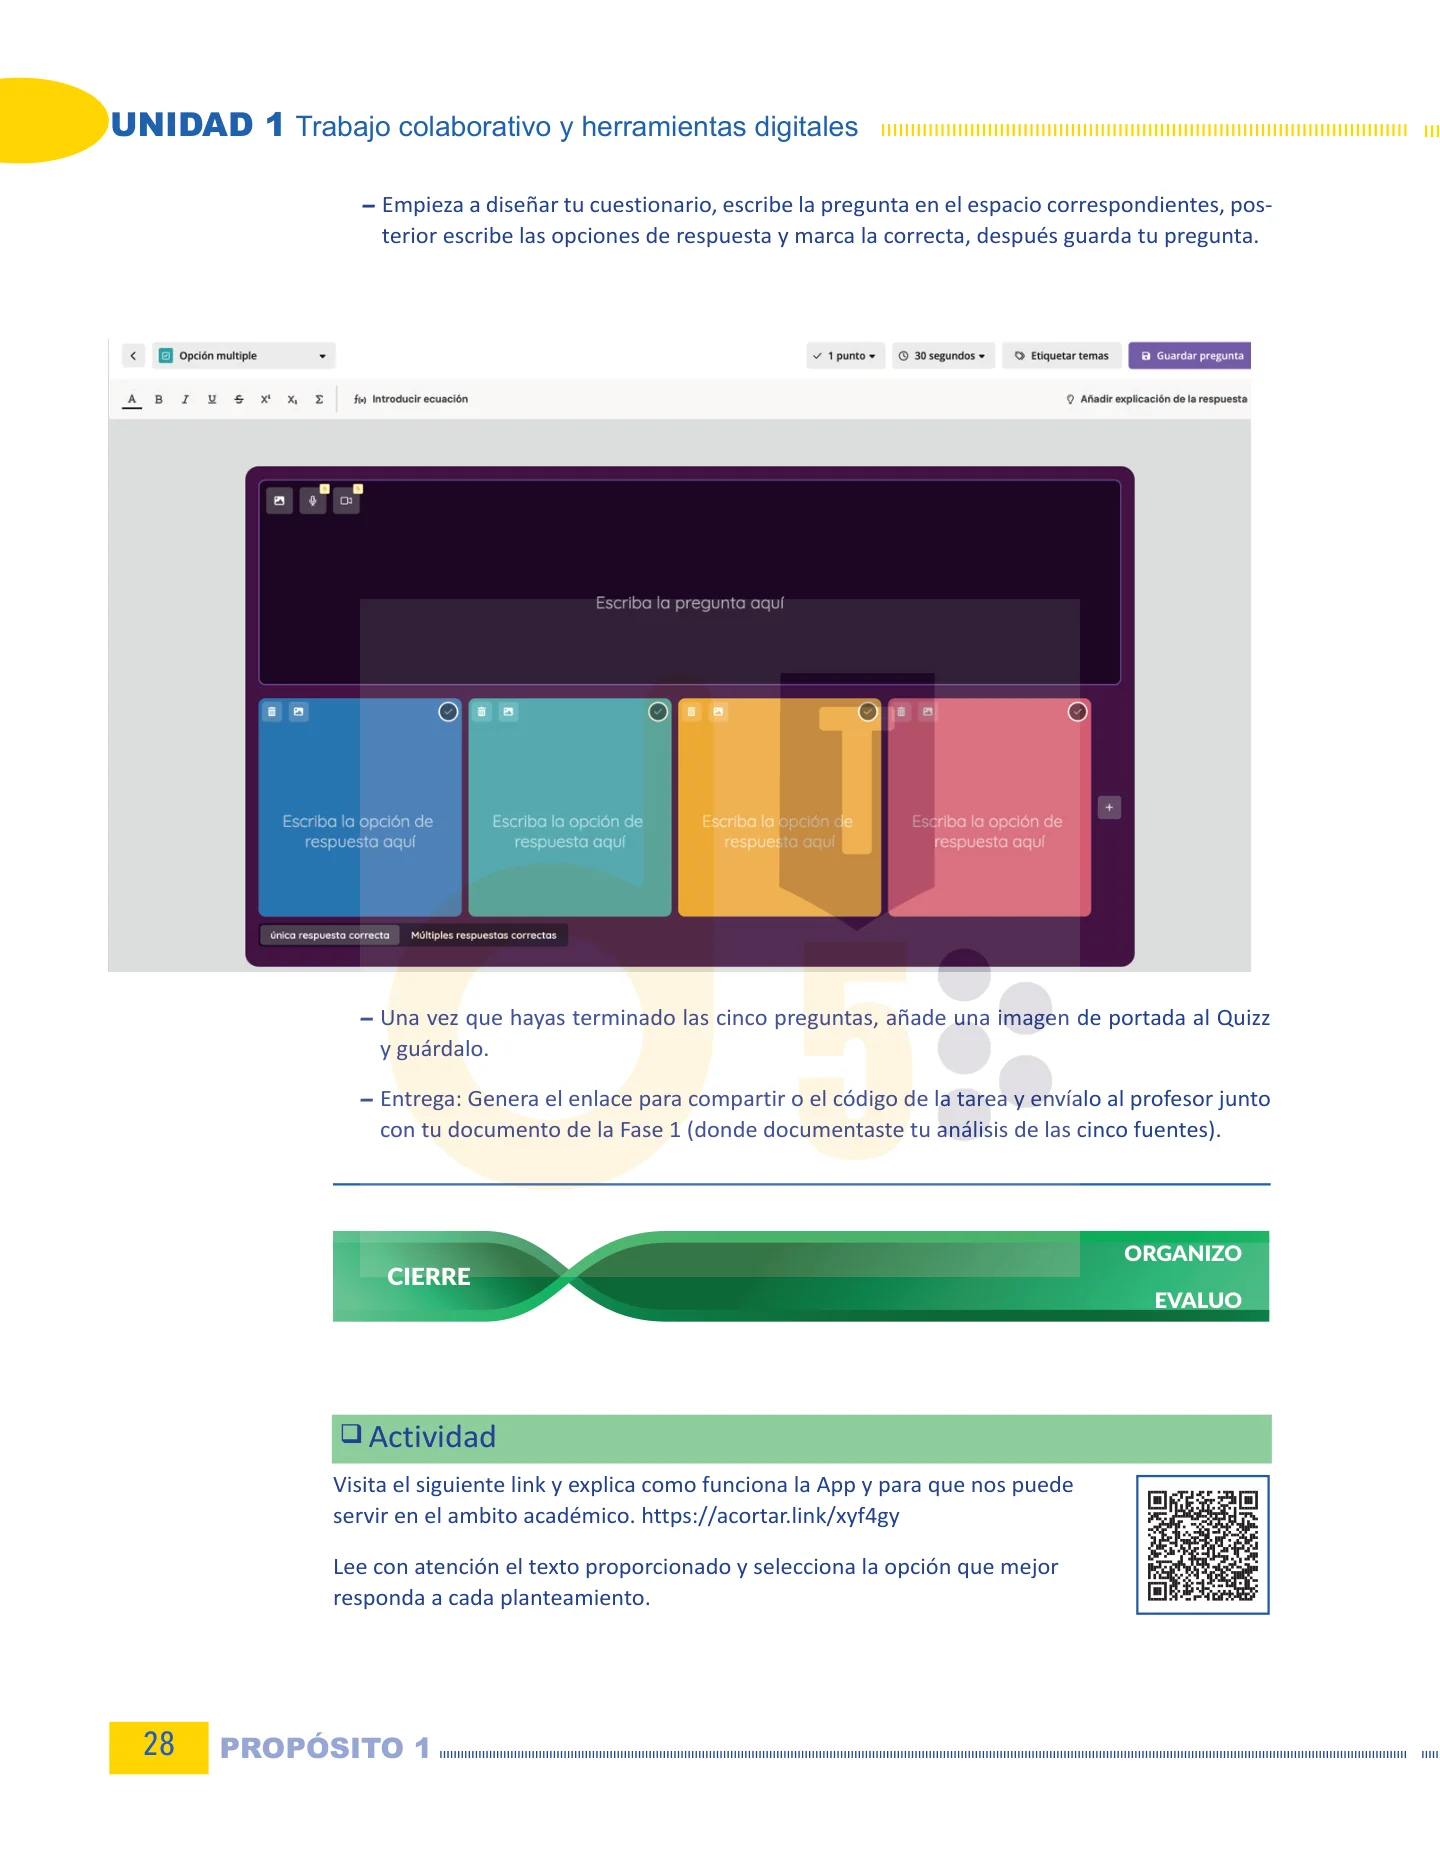 UNIDAD 1 Trabajo colaborativo y herramientas digitales
– Empieza a diseñar tu cuestionario, escribe la pregunta en el espacio correspondientes, pos-
terior escribe las opciones de respuesta y marca la correcta, después guarda tu pregunta.
Opción multiple
1 punto
30 segundos
Etiquetar temas
Guardar pregunta
A B I U S X¹ X₁ Σ f(x) Introducir ecuación
Añadir explicación de la respuesta
Escriba la pregunta aquí
Escriba la opción de
respuesta aquí
Escriba la opción de
respuesta aquí
Escriba la opción de
respuesta aquí
Escriba la opción de
respuesta aquí
única respuesta correcta
Múltiples respuestas correctas
– Una vez que hayas terminado las cinco preguntas, añade una imagen de portada al Quizz
y guárdalo.
– Entrega: Genera el enlace para compartir o el código de la tarea y envíalo al profesor junto
con tu documento de la Fase 1 (donde documentaste tu análisis de las cinco fuentes).
CIERRE
ORGANIZO
EVALUO
❑ Actividad
Visita el siguiente link y explica como funciona la App y para que nos puede
servir en el ambito académico. https://acortar.link/xyf4gy
Lee con atención el texto proporcionado y selecciona la opción que mejor
responda a cada planteamiento.
28 PROPÓSITO 1